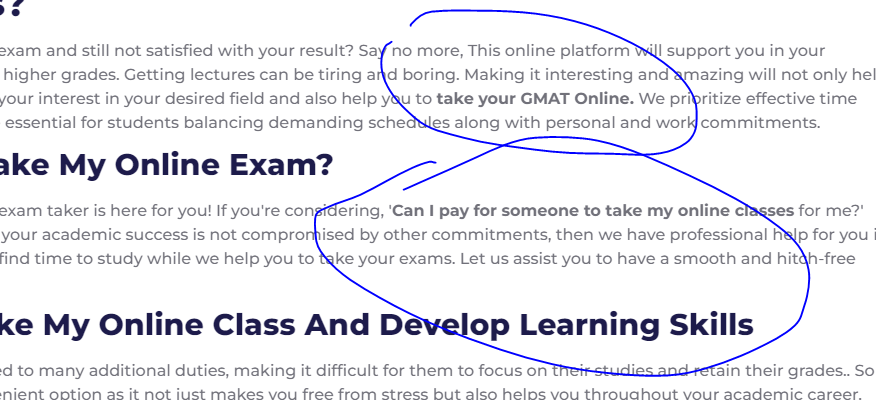 s?
exam and still not satisfied with your result? Say no more, This online platform will support you in your
higher grades. Getting lectures can be tiring and boring. Making it interesting and amazing will not only hel
your interest in your desired field and also help you to take your GMAT Online. We prioritize effective time
essential for students balancing demanding schedules along with personal and work commitments.
ake My Online Exam?
exam taker is here for you! If you're considering, 'Can I pay for someone to take my online classes for me?'
your academic success is not compromised by other commitments, then we have professional help for you i
find time to study while we help you to take your exams. Let us assist you to have a smooth and hitch-free
ke My Online Class And Develop Learning Skills
ed to many additional duties, making it difficult for them to focus on their studies and retain their grades.. So
enient option as it not just makes you free from stress but also helps you throughout your academic career.